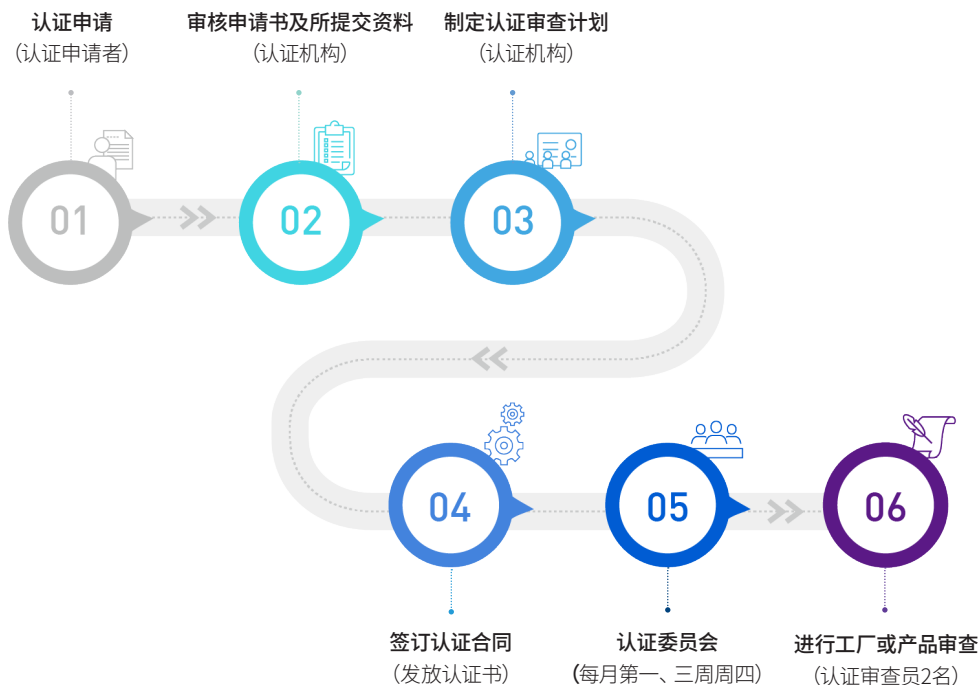 认证申请
(认证申请者)
审核申请书及所提交资料
(认证机构)
制定认证审查计划
(认证机构)
01
02
03
04
05
06
签订认证合同
(发放认证书)
认证委员会
(每月第一、三周周四)
进行工厂或产品审查
(认证审查员2名)